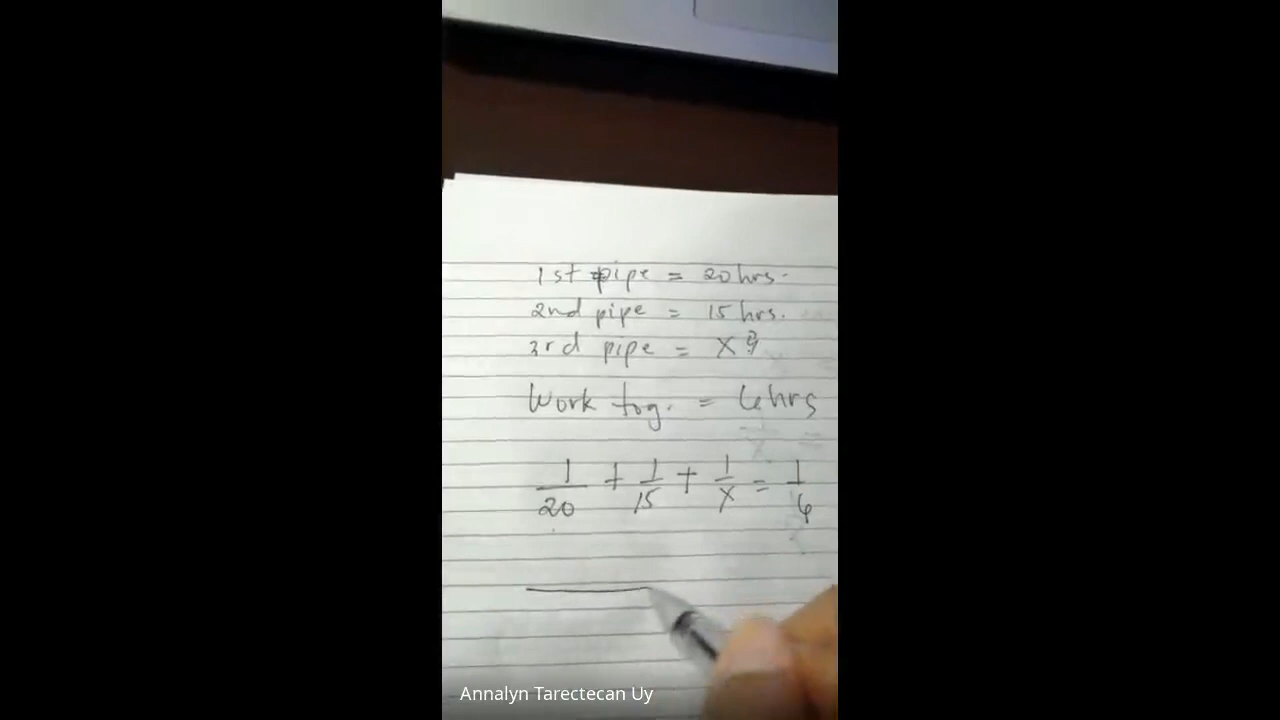 1st pipe = 20 hrs.
2nd pipe = 15 hrs.
3rd pipe = X ?
Work tog. = 6 hrs
1/20 + 1/15 + 1/x = 1/6
Annalyn Tarectecan Uy